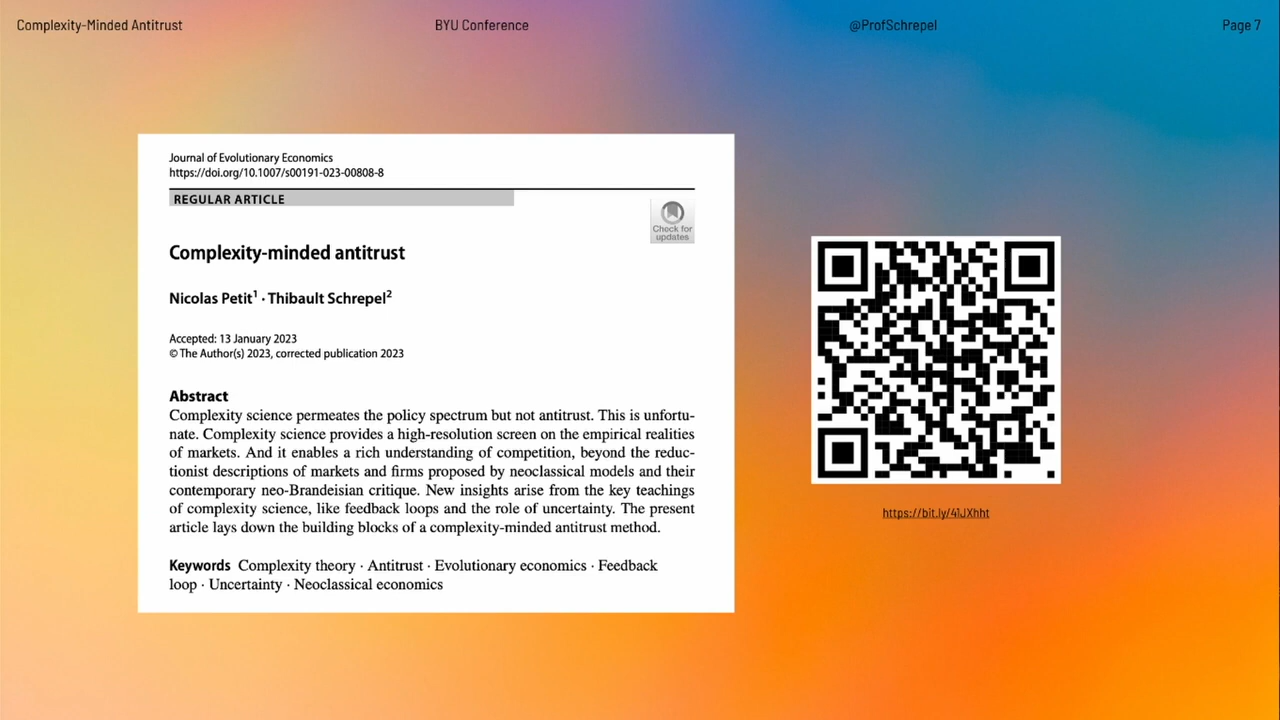 Complexity-Minded Antitrust
BYU Conference
@ProfSchrepel
Page 7
Journal of Evolutionary Economics
https://doi.org/10.1007/s00191-023-00808-8
REGULAR ARTICLE
Check for
updates
Complexity-minded antitrust
Nicolas Petit¹ · Thibault Schrepel²
Accepted: 13 January 2023
© The Author(s) 2023, corrected publication 2023
Abstract
Complexity science permeates the policy spectrum but not antitrust. This is unfortu-
nate. Complexity science provides a high-resolution screen on the empirical realities
of markets. And it enables a rich understanding of competition, beyond the reduc-
tionist descriptions of markets and firms proposed by neoclassical models and their
contemporary neo-Brandeisian critique. New insights arise from the key teachings
of complexity science, like feedback loops and the role of uncertainty. The present
article lays down the building blocks of a complexity-minded antitrust method.
Keywords Complexity theory · Antitrust · Evolutionary economics · Feedback
loop · Uncertainty · Neoclassical economics
https://bit.ly/41JXhht